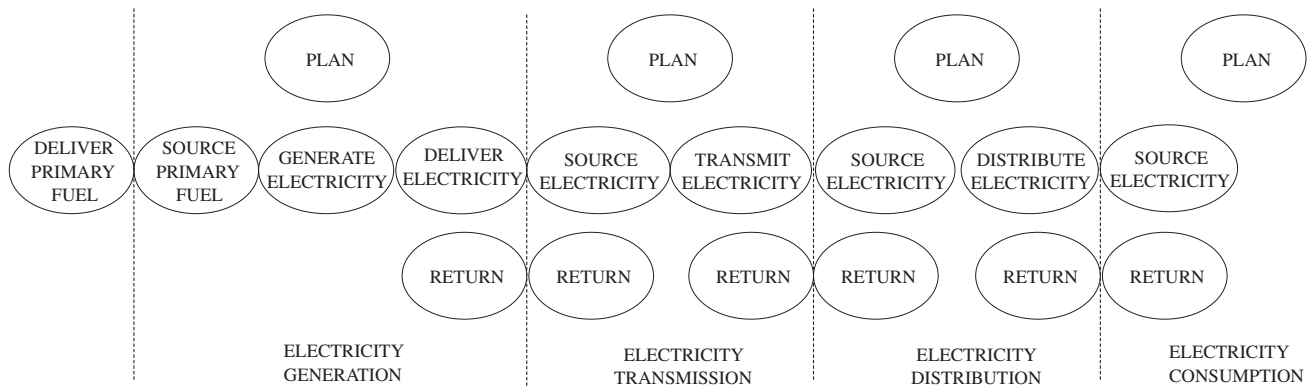 PLAN
PLAN
PLAN
PLAN
DELIVER
PRIMARY
FUEL
SOURCE
PRIMARY
FUEL
GENERATE
ELECTRICITY
DELIVER
ELECTRICITY
SOURCE
ELECTRICITY
TRANSMIT
ELECTRICITY
SOURCE
ELECTRICITY
DISTRIBUTE
ELECTRICITY
SOURCE
ELECTRICITY
RETURN
RETURN
RETURN
RETURN
RETURN
RETURN
ELECTRICITY
GENERATION
ELECTRICITY
TRANSMISSION
ELECTRICITY
DISTRIBUTION
ELECTRICITY
CONSUMPTION